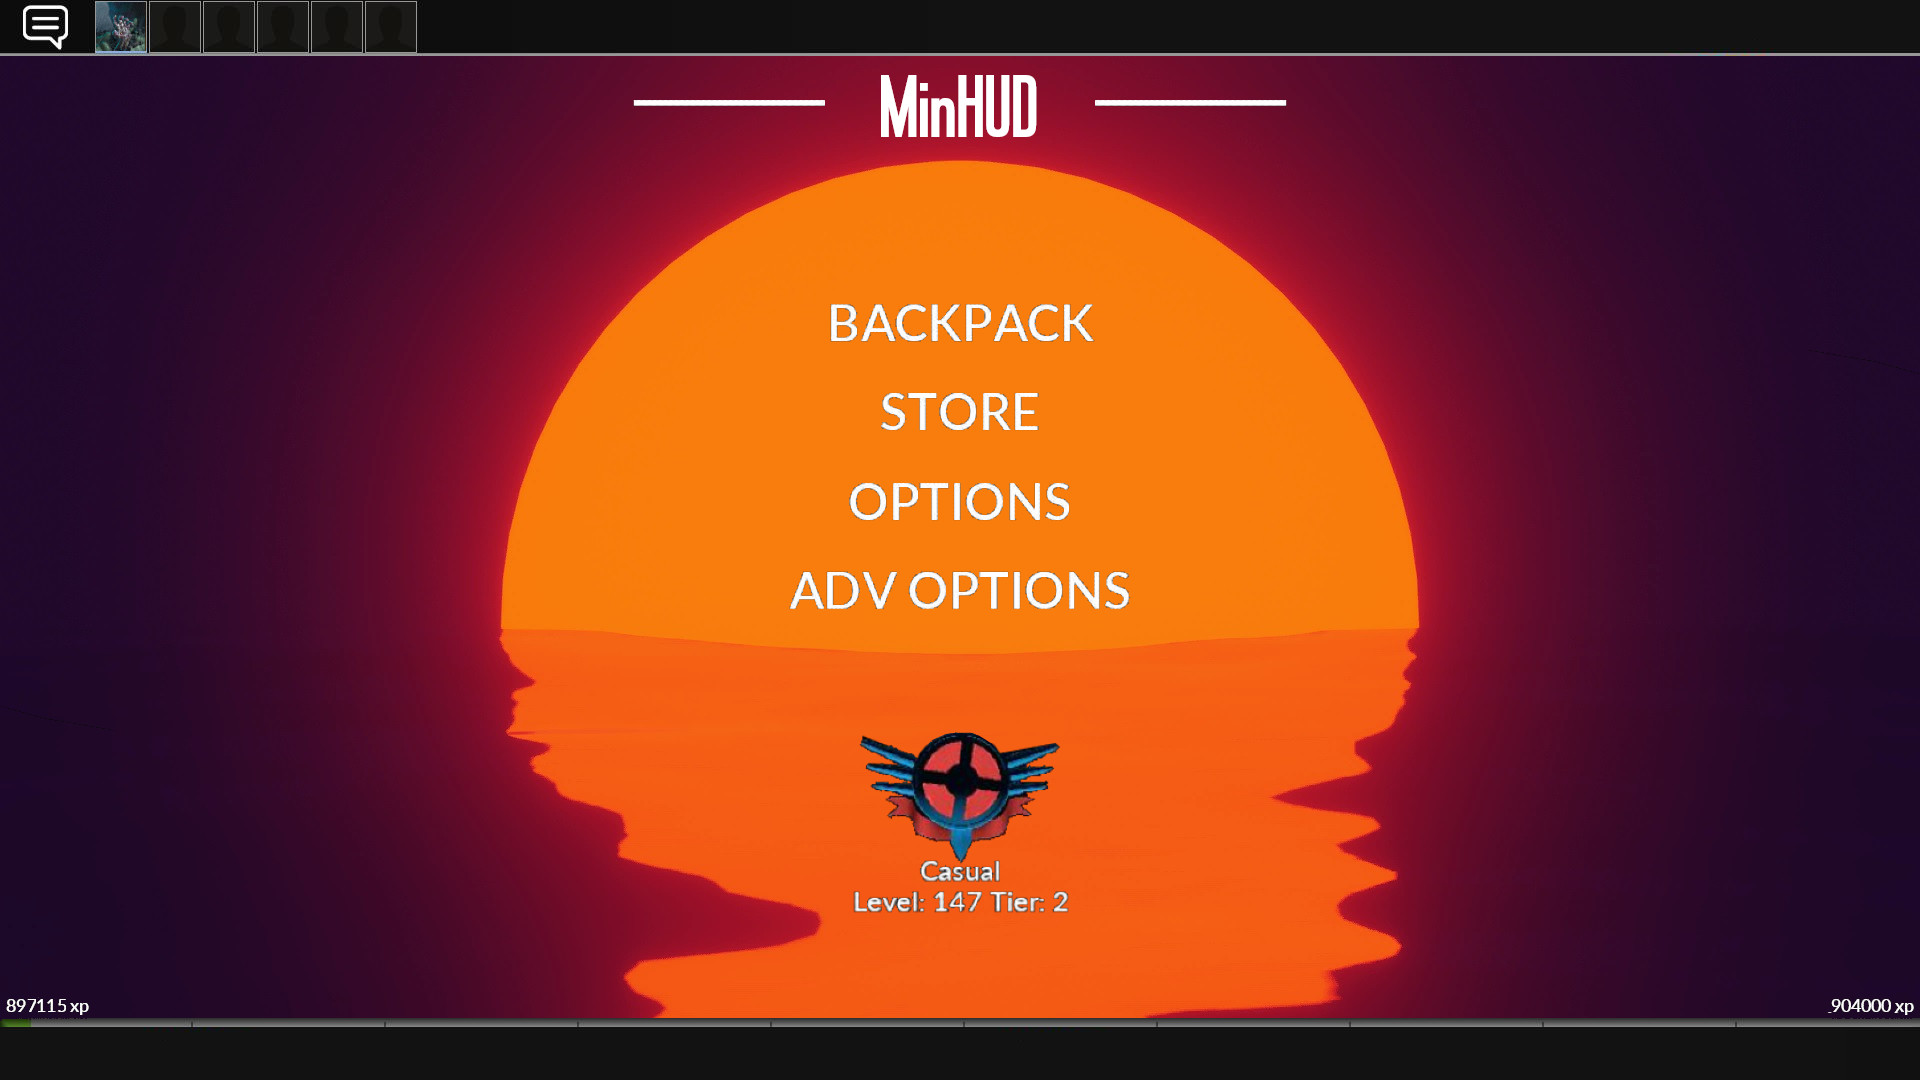 MinHUD
BACKPACK
STORE
OPTIONS
ADV OPTIONS
Casual
Level: 147 Tier: 2
897115 xp
904000 xp